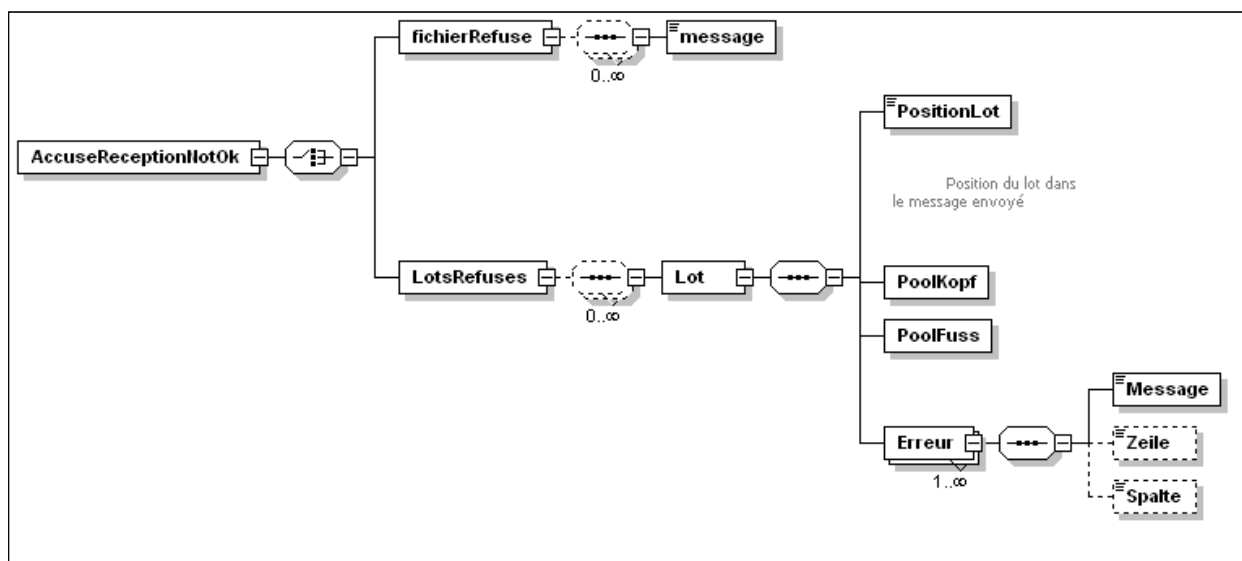 fichierRefuse
message
0..∞
PositionLot
AccuseReceptionNotOk
Position du lot dans
le message envoyé
LotsRefuses
Lot
0..∞
PoolKopf
PoolFuss
Message
Erreur
Zeile
1..∞
Spalte